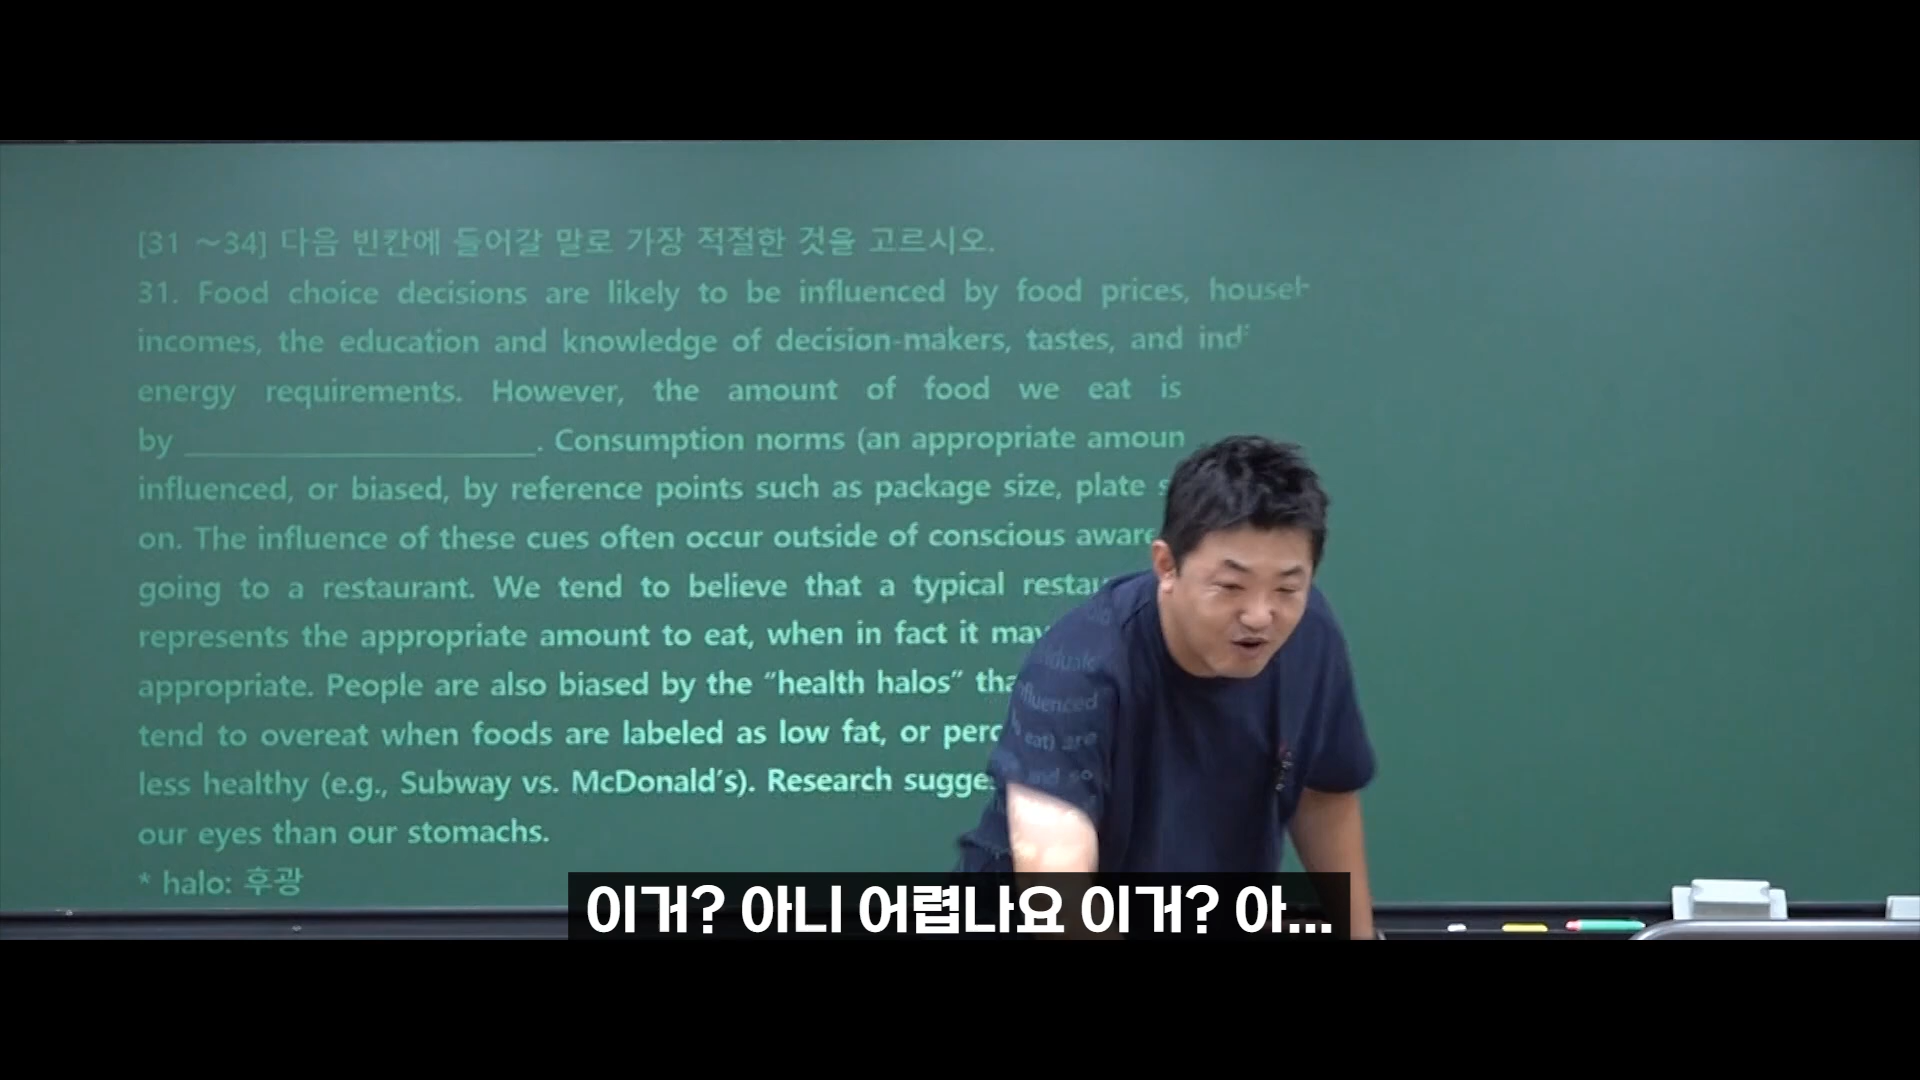 [31 ~34] 다음 빈칸에 들어갈 말로 가장 적절한 것을 고르시오.
31. Food choice decisions are likely to be influenced by food prices,
incomes, the education and knowledge of decision-makers, tastes, and
energy requirements. However, the amount of food we eat is
by ____________________. Consumption norms (an appropriate
influenced, or biased, by reference points such as package size, plate
on. The influence of these cues often occur outside of conscious
going to a restaurant. We tend to believe that a typical
represents the appropriate amount to eat, when in fact it may
appropriate. People are also biased by the “health halos”
tend to overeat when foods are labeled as low fat, or
less healthy (e.g., Subway vs. McDonald’s). Research
our eyes than our stomachs.
* halo: 후광
eat) are
and so
이거? 아니 어렵나요 이거? 아...